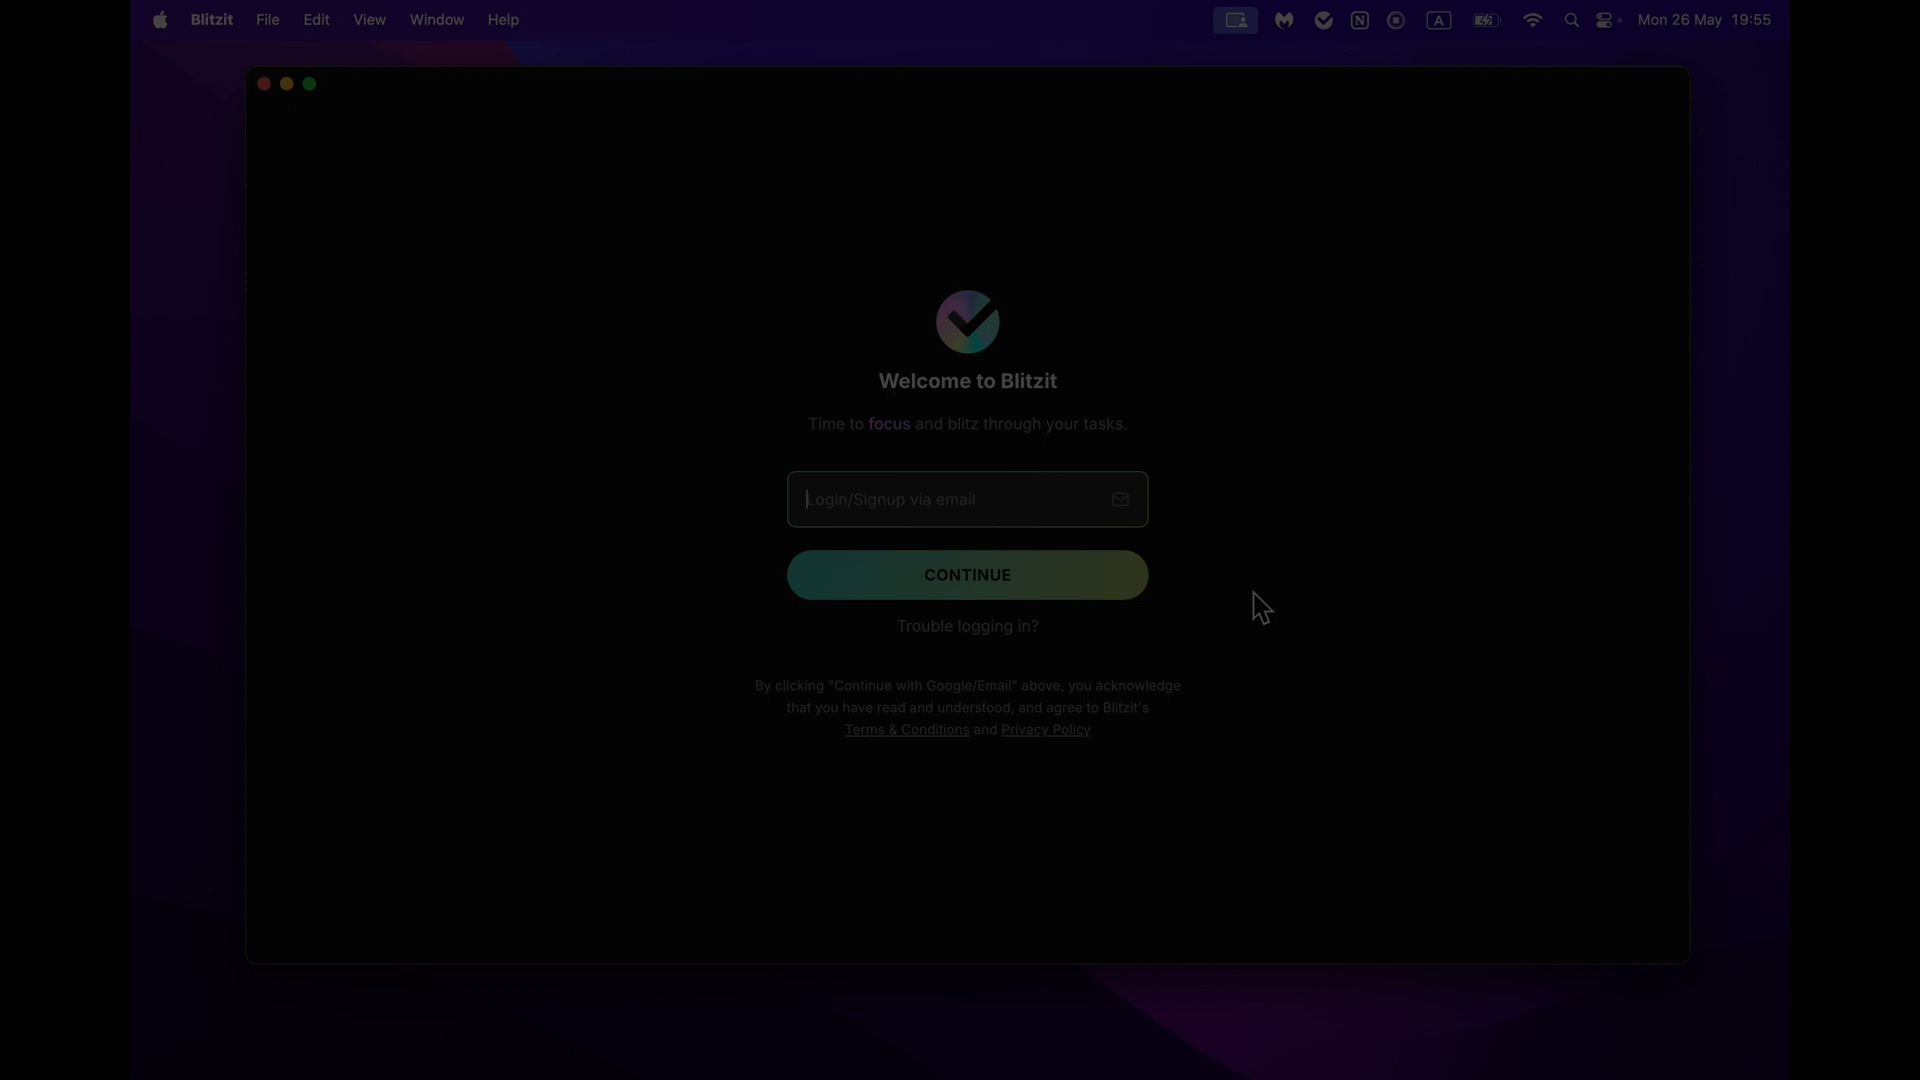 Blitzit File Edit View Window Help
A Mon 26 May 19:55
Welcome to Blitzit
Time to focus and blitz through your tasks.
Login/Signup via email
CONTINUE
Trouble logging in?
By clicking "Continue with Google/Email" above, you acknowledge
that you have read and understood, and agree to Blitzit's
Terms & Conditions and Privacy Policy